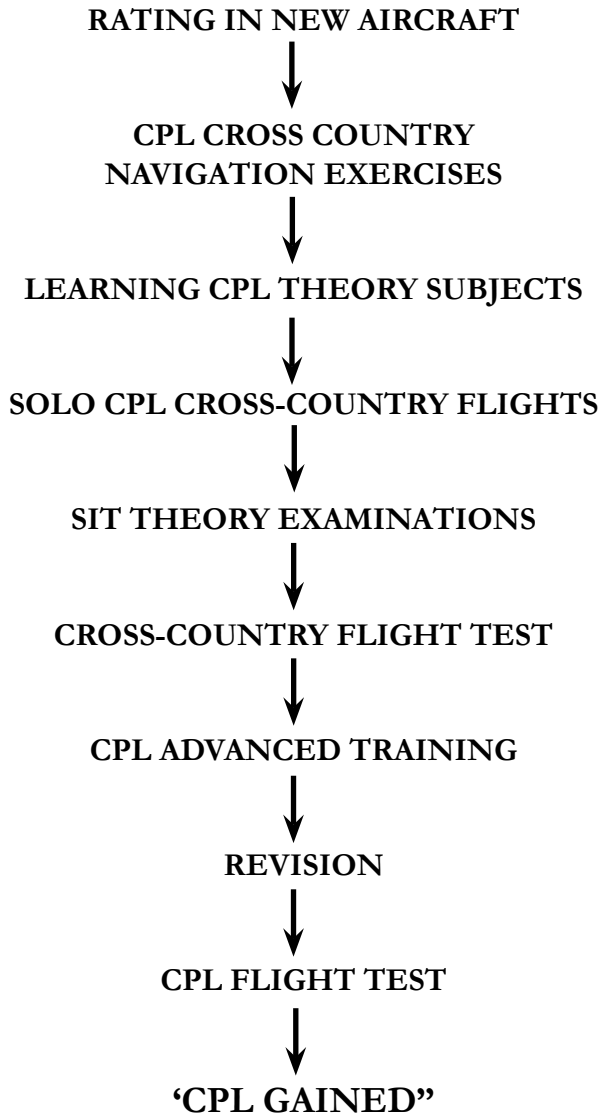 RATING IN NEW AIRCRAFT
CPL CROSS COUNTRY
NAVIGATION EXERCISES
LEARNING CPL THEORY SUBJECTS
SOLO CPL CROSS-COUNTRY FLIGHTS
SIT THEORY EXAMINATIONS
CROSS-COUNTRY FLIGHT TEST
CPL ADVANCED TRAINING
REVISION
CPL FLIGHT TEST
‘CPL GAINED”